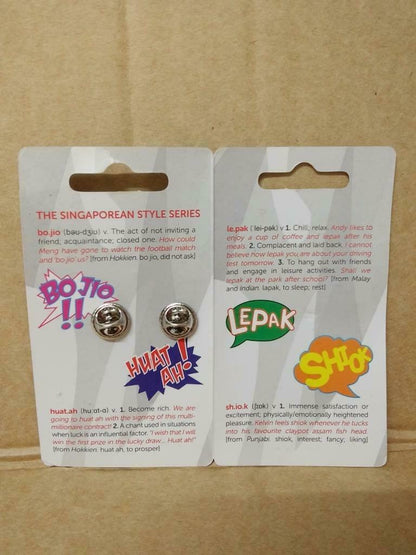 THE SINGAPOREAN STYLE SERIES
bo.jio (bəu-dʒiu) v. The act of not inviting a
friend, acquaintance; closed one. How could
Meng have gone to watch the football match
and 'bo jio' us? [from Hokkien. bo jio, did not ask]
BO JIO
!!
HUAT
AH!
huat.ah (hu:ɑt-ɑ) v. 1. Become rich. We are
going to huat ah with the signing of this multi-
millionaire contract! 2. A chant used in situations
when luck is an influential factor. "I wish that I will
win the first prize in the lucky draw... Huat ah!"
[from Hokkien. huat ah, to prosper]
le.pak (ˈlei-pak) v 1. Chill; relax. Andy likes to
enjoy a cup of coffee and lepak after his
meals. 2. Complacent and laid back. I cannot
believe how lepak you are about your driving
test tomorrow. 3. To hang out with friends
and engage in leisure activities. Shall we
lepak at the park after school? [from Malay
and Indian. lapak, to sleep; rest]
LEPAK
SHIOK
sh.io.k (ʃɪok) v 1. Immense satisfaction or
excitement; physically/emotionally heightened
pleasure. Kelvin feels shiok whenever he tucks
into his favourite claypot assam fish head.
[from Punjabi. shiok, interest; fancy; liking]